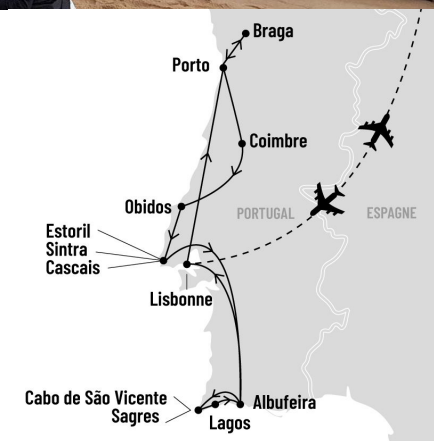 Braga
Porto
Coimbre
Obidos
PORTUGAL
ESPAGNE
Estoril
Sintra
Cascais
Lisbonne
Cabo de São Vicente
Sagres
Albufeira
Lagos